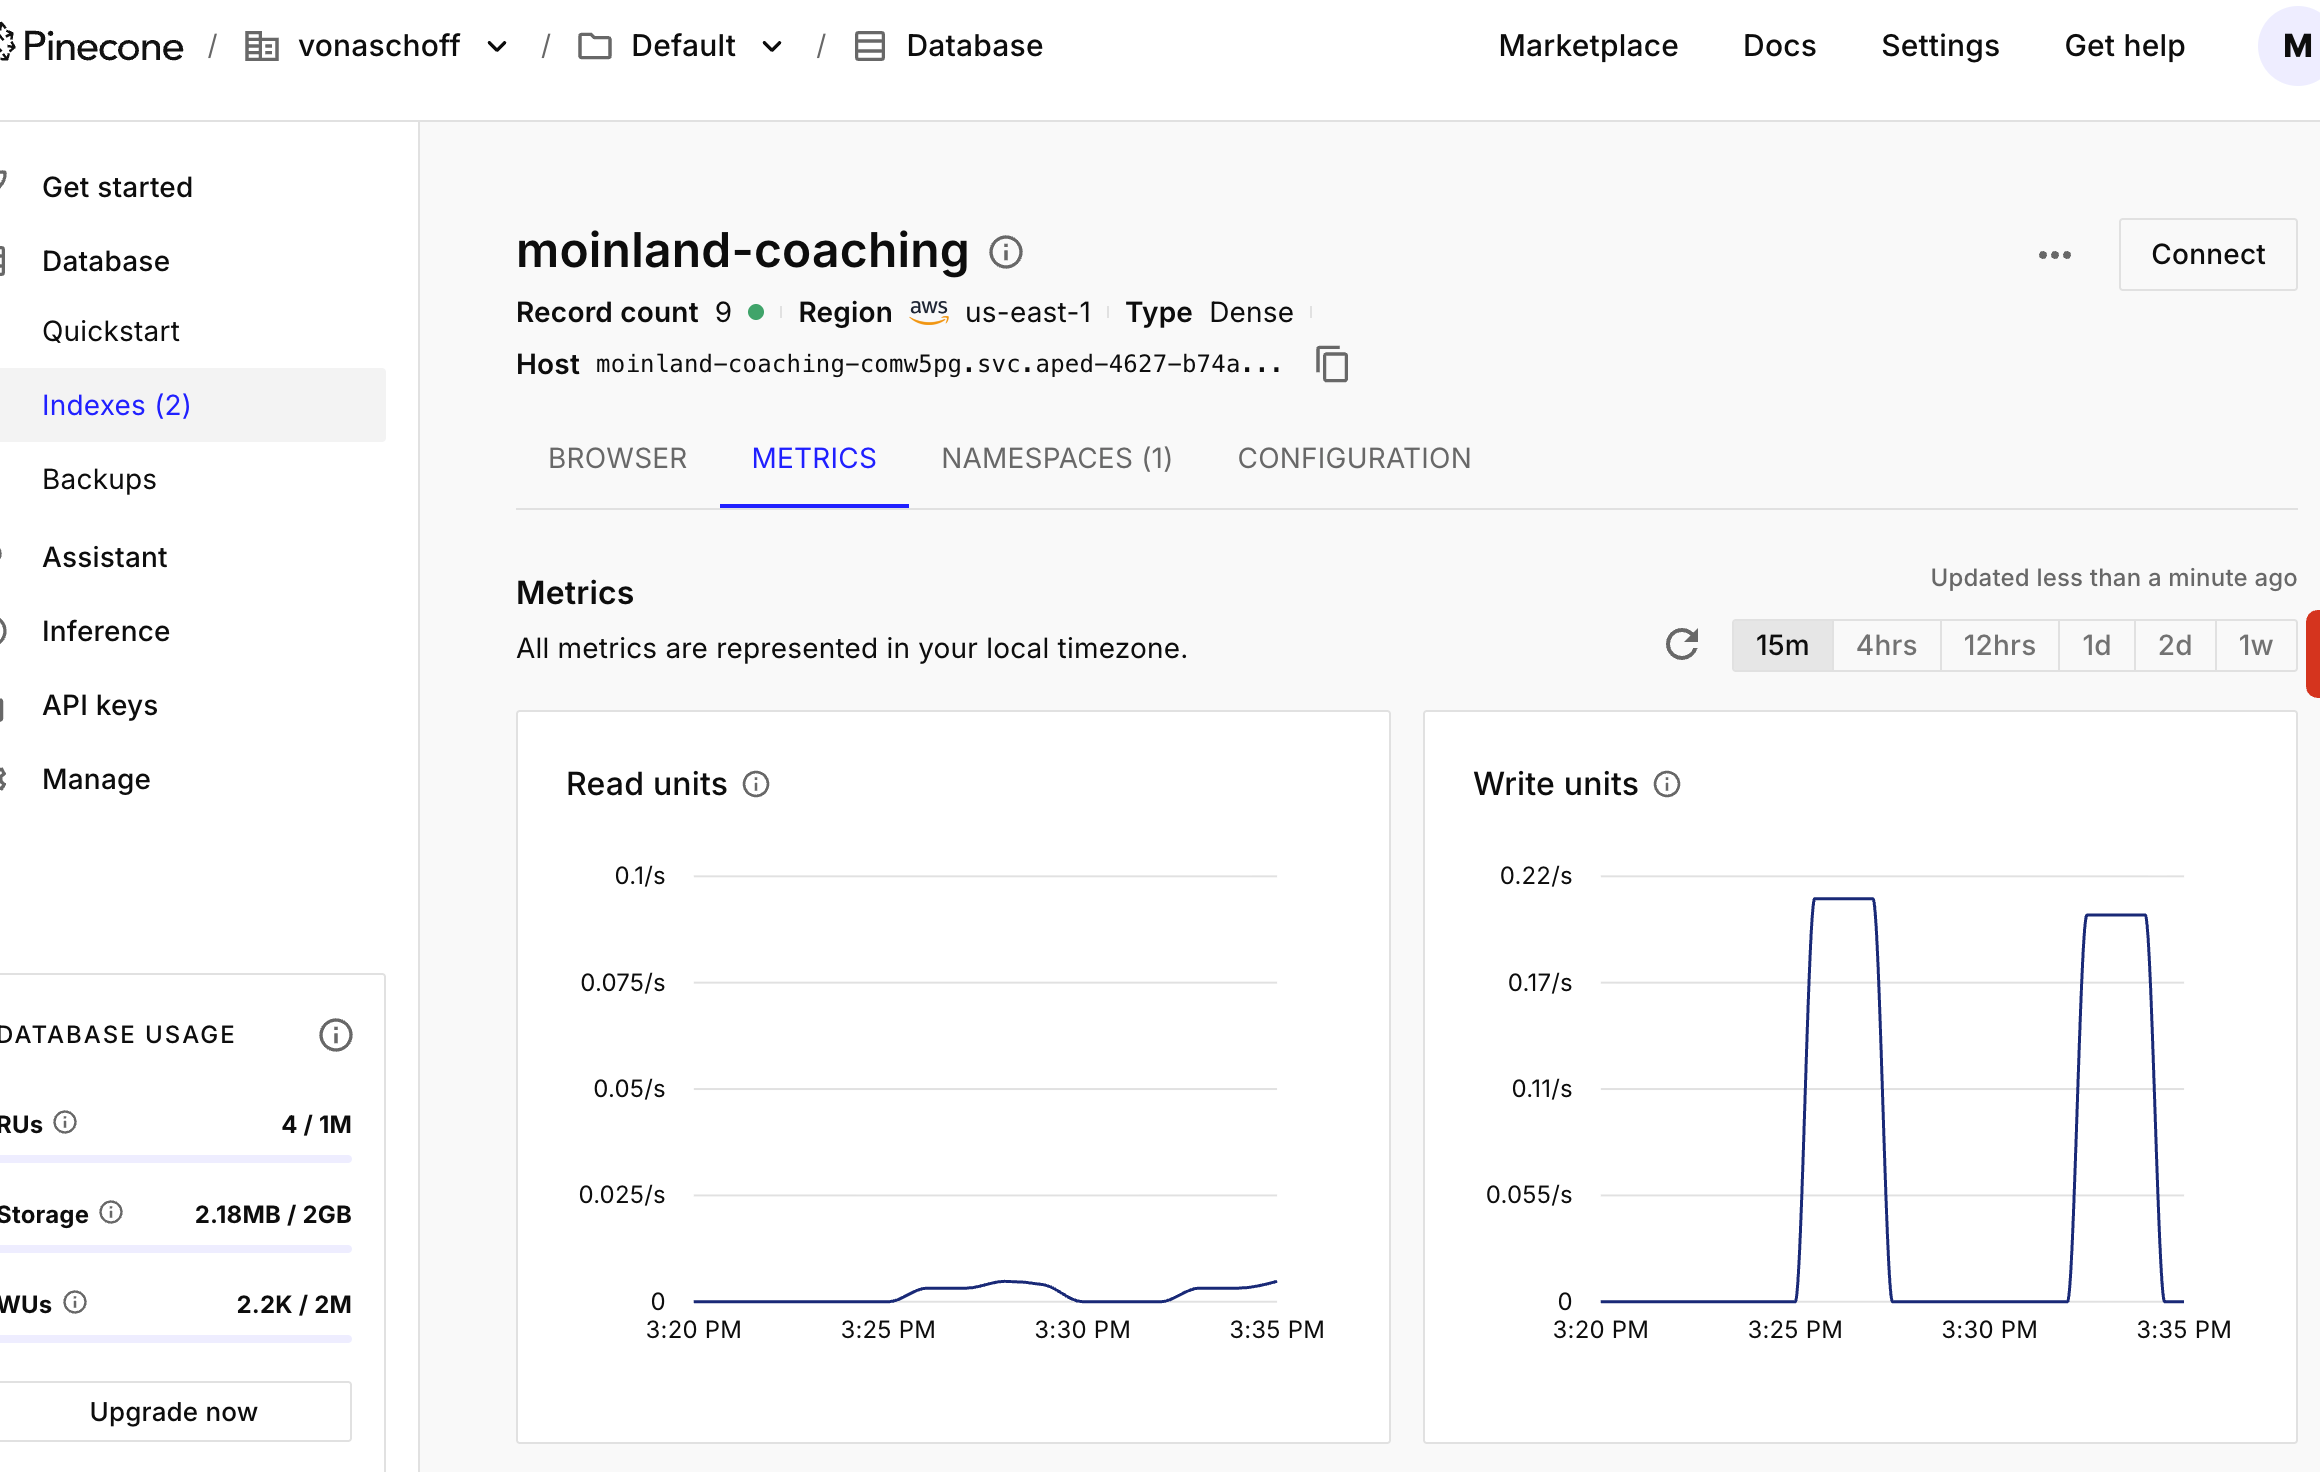 Pinecone / vonaschoff / Default / Database Marketplace Docs Settings Get help M
Get started
Database
Quickstart
Indexes (2)
Backups
Assistant
Inference
API keys
Manage
DATABASE USAGE
RUs 4 / 1M
Storage 2.18MB / 2GB
WUs 2.2K / 2M
Upgrade now
moinland-coaching
Connect
Record count 9 Region aws us-east-1 Type Dense
Host moinland-coaching-comw5pg.svc.aped-4627-b74a...
BROWSER METRICS NAMESPACES (1) CONFIGURATION
Updated less than a minute ago
Metrics
All metrics are represented in your local timezone.
15m 4hrs 12hrs 1d 2d 1w
Read units
0.1/s
0.075/s
0.05/s
0.025/s
0
3:20 PM 3:25 PM 3:30 PM 3:35 PM
Write units
0.22/s
0.17/s
0.11/s
0.055/s
0
3:20 PM 3:25 PM 3:30 PM 3:35 PM